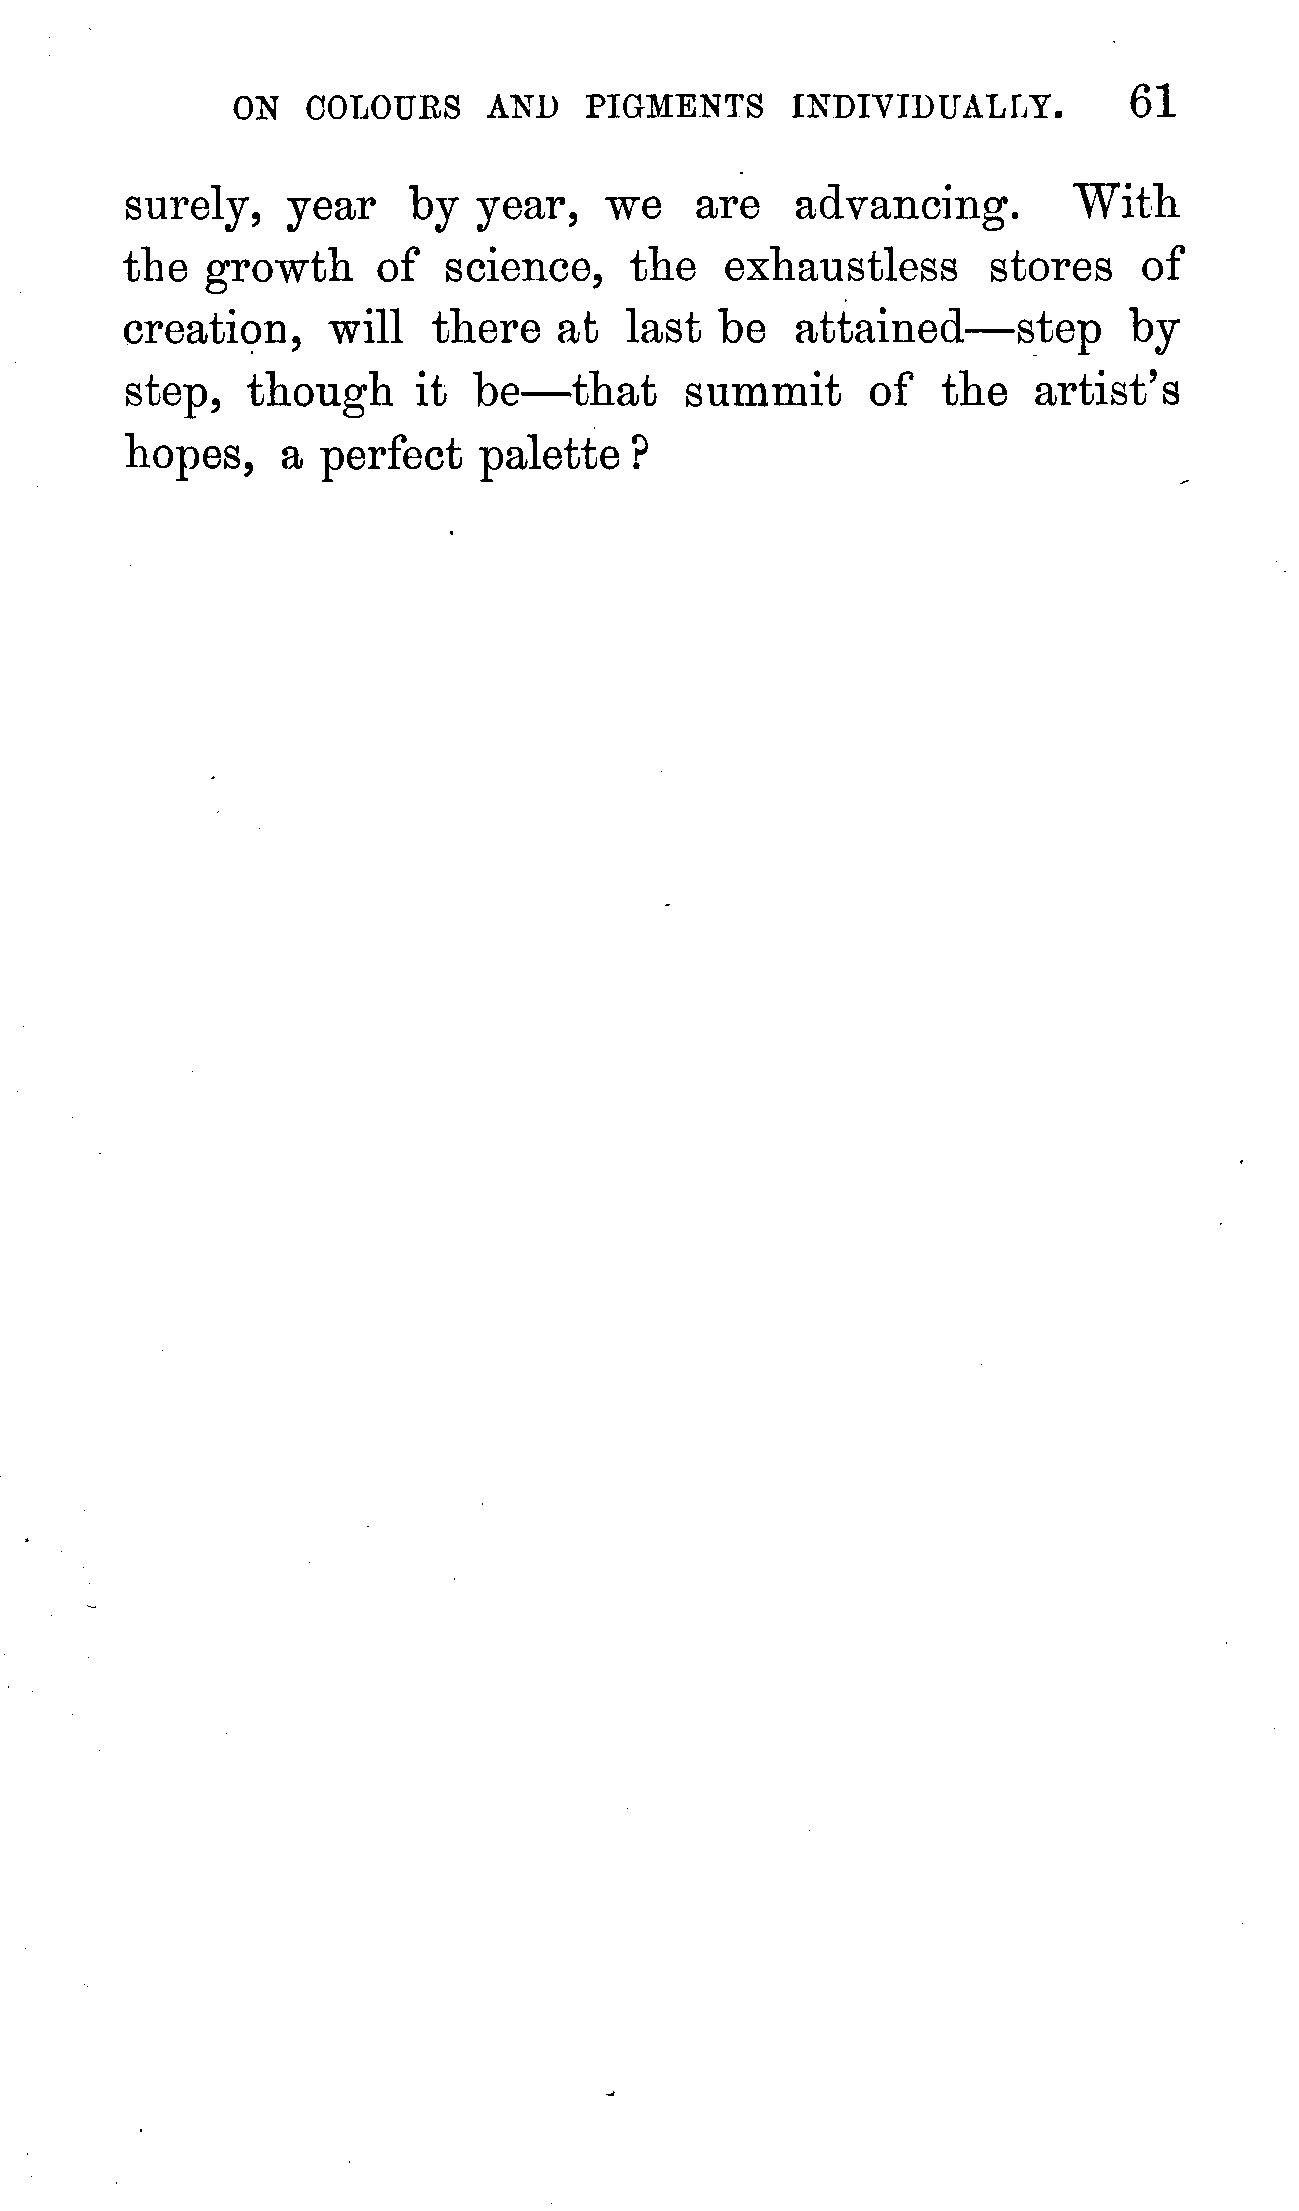 ON COLOURS AND PIGMENTS INDIVIDUALLY. 61
surely, year by year, we are advancing. With
the growth of science, the exhaustless stores of
creation, will there at last be attained—step by
step, though it be—that summit of the artist's
hopes, a perfect palette?